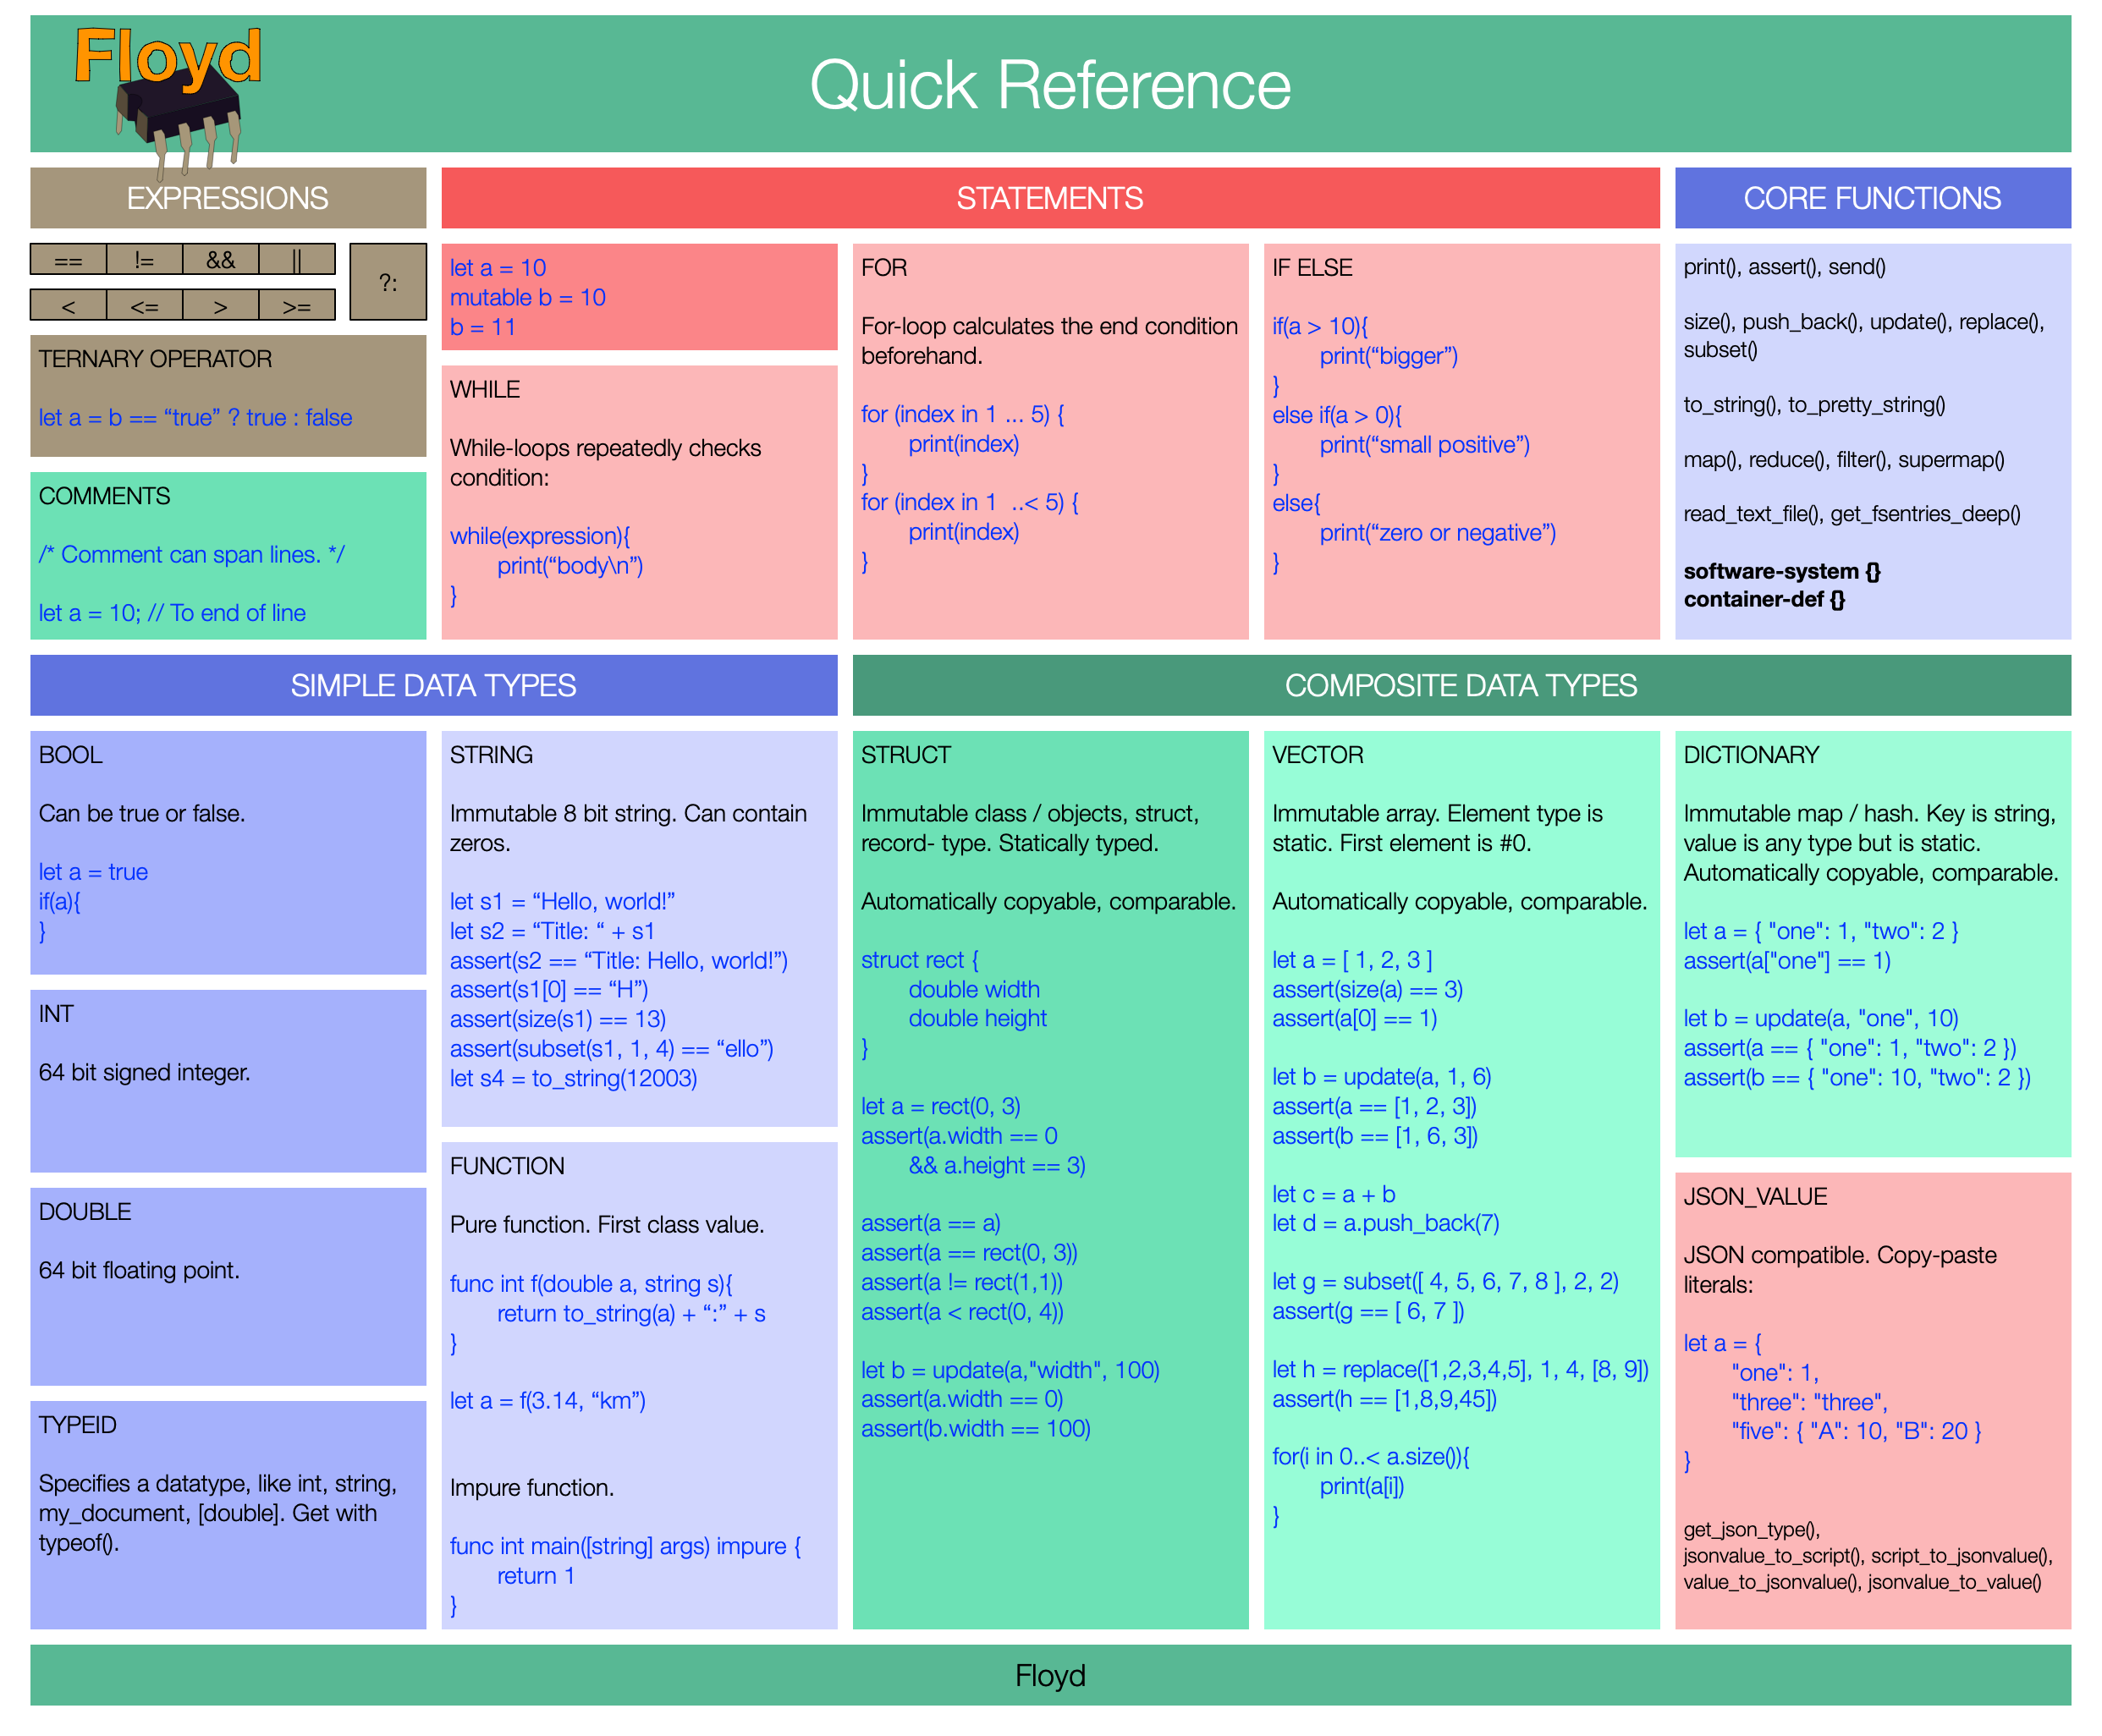 Floyd
Quick Reference
EXPRESSIONS
== != && ||
< <= > >=
?:
TERNARY OPERATOR
let a = b == “true” ? true : false
COMMENTS
/* Comment can span lines. */
let a = 10; // To end of line
STATEMENTS
let a = 10
mutable b = 10
b = 11
WHILE
While-loops repeatedly checks
condition:
while(expression){
print(“body\n”)
}
FOR
For-loop calculates the end condition
beforehand.
for (index in 1 ... 5) {
print(index)
}
for (index in 1  ..< 5) {
print(index)
}
IF ELSE
if(a > 10){
print(“bigger”)
}
else if(a > 0){
print(“small positive”)
}
else{
print(“zero or negative”)
}
CORE FUNCTIONS
print(), assert(), send()
size(), push_back(), update(), replace(),
subset()
to_string(), to_pretty_string()
map(), reduce(), filter(), supermap()
read_text_file(), get_fsentries_deep()
software-system {}
container-def {}
SIMPLE DATA TYPES
BOOL
Can be true or false.
let a = true
if(a){
}
INT
64 bit signed integer.
DOUBLE
64 bit floating point.
TYPEID
Specifies a datatype, like int, string,
my_document, [double]. Get with
typeof().
STRING
Immutable 8 bit string. Can contain
zeros.
let s1 = “Hello, world!”
let s2 = “Title: “ + s1
assert(s2 == “Title: Hello, world!”)
assert(s1[0] == “H”)
assert(size(s1) == 13)
assert(subset(s1, 1, 4) == “ello”)
let s4 = to_string(12003)
FUNCTION
Pure function. First class value.
func int f(double a, string s){
return to_string(a) + “:” + s
}
let a = f(3.14, “km”)
Impure function.
func int main([string] args) impure {
return 1
}
COMPOSITE DATA TYPES
STRUCT
Immutable class / objects, struct,
record- type. Statically typed.
Automatically copyable, comparable.
struct rect {
double width
double height
}
let a = rect(0, 3)
assert(a.width == 0
&& a.height == 3)
assert(a == a)
assert(a == rect(0, 3))
assert(a != rect(1,1))
assert(a < rect(0, 4))
let b = update(a,"width", 100)
assert(a.width == 0)
assert(b.width == 100)
VECTOR
Immutable array. Element type is
static. First element is #0.
Automatically copyable, comparable.
let a = [ 1, 2, 3 ]
assert(size(a) == 3)
assert(a[0] == 1)
let b = update(a, 1, 6)
assert(a == [1, 2, 3])
assert(b == [1, 6, 3])
let c = a + b
let d = a.push_back(7)
let g = subset([ 4, 5, 6, 7, 8 ], 2, 2)
assert(g == [ 6, 7 ])
let h = replace([1,2,3,4,5], 1, 4, [8, 9])
assert(h == [1,8,9,45])
for(i in 0..< a.size()){
print(a[i])
}
DICTIONARY
Immutable map / hash. Key is string,
value is any type but is static.
Automatically copyable, comparable.
let a = { "one": 1, "two": 2 }
assert(a["one"] == 1)
let b = update(a, "one", 10)
assert(a == { "one": 1, "two": 2 })
assert(b == { "one": 10, "two": 2 })
JSON_VALUE
JSON compatible. Copy-paste
literals:
let a = {
"one": 1,
"three": "three",
"five": { "A": 10, "B": 20 }
}
get_json_type(),
jsonvalue_to_script(), script_to_jsonvalue(),
value_to_jsonvalue(), jsonvalue_to_value()
Floyd